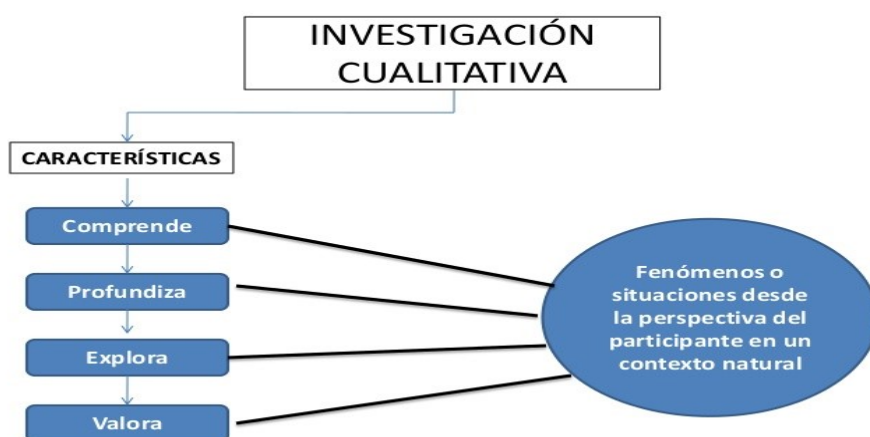 INVESTIGACIÓN
CUALITATIVA
CARACTERÍSTICAS
Comprende
Profundiza
Explora
Valora
Fenómenos o
situaciones desde
la perspectiva del
participante en un
contexto natural